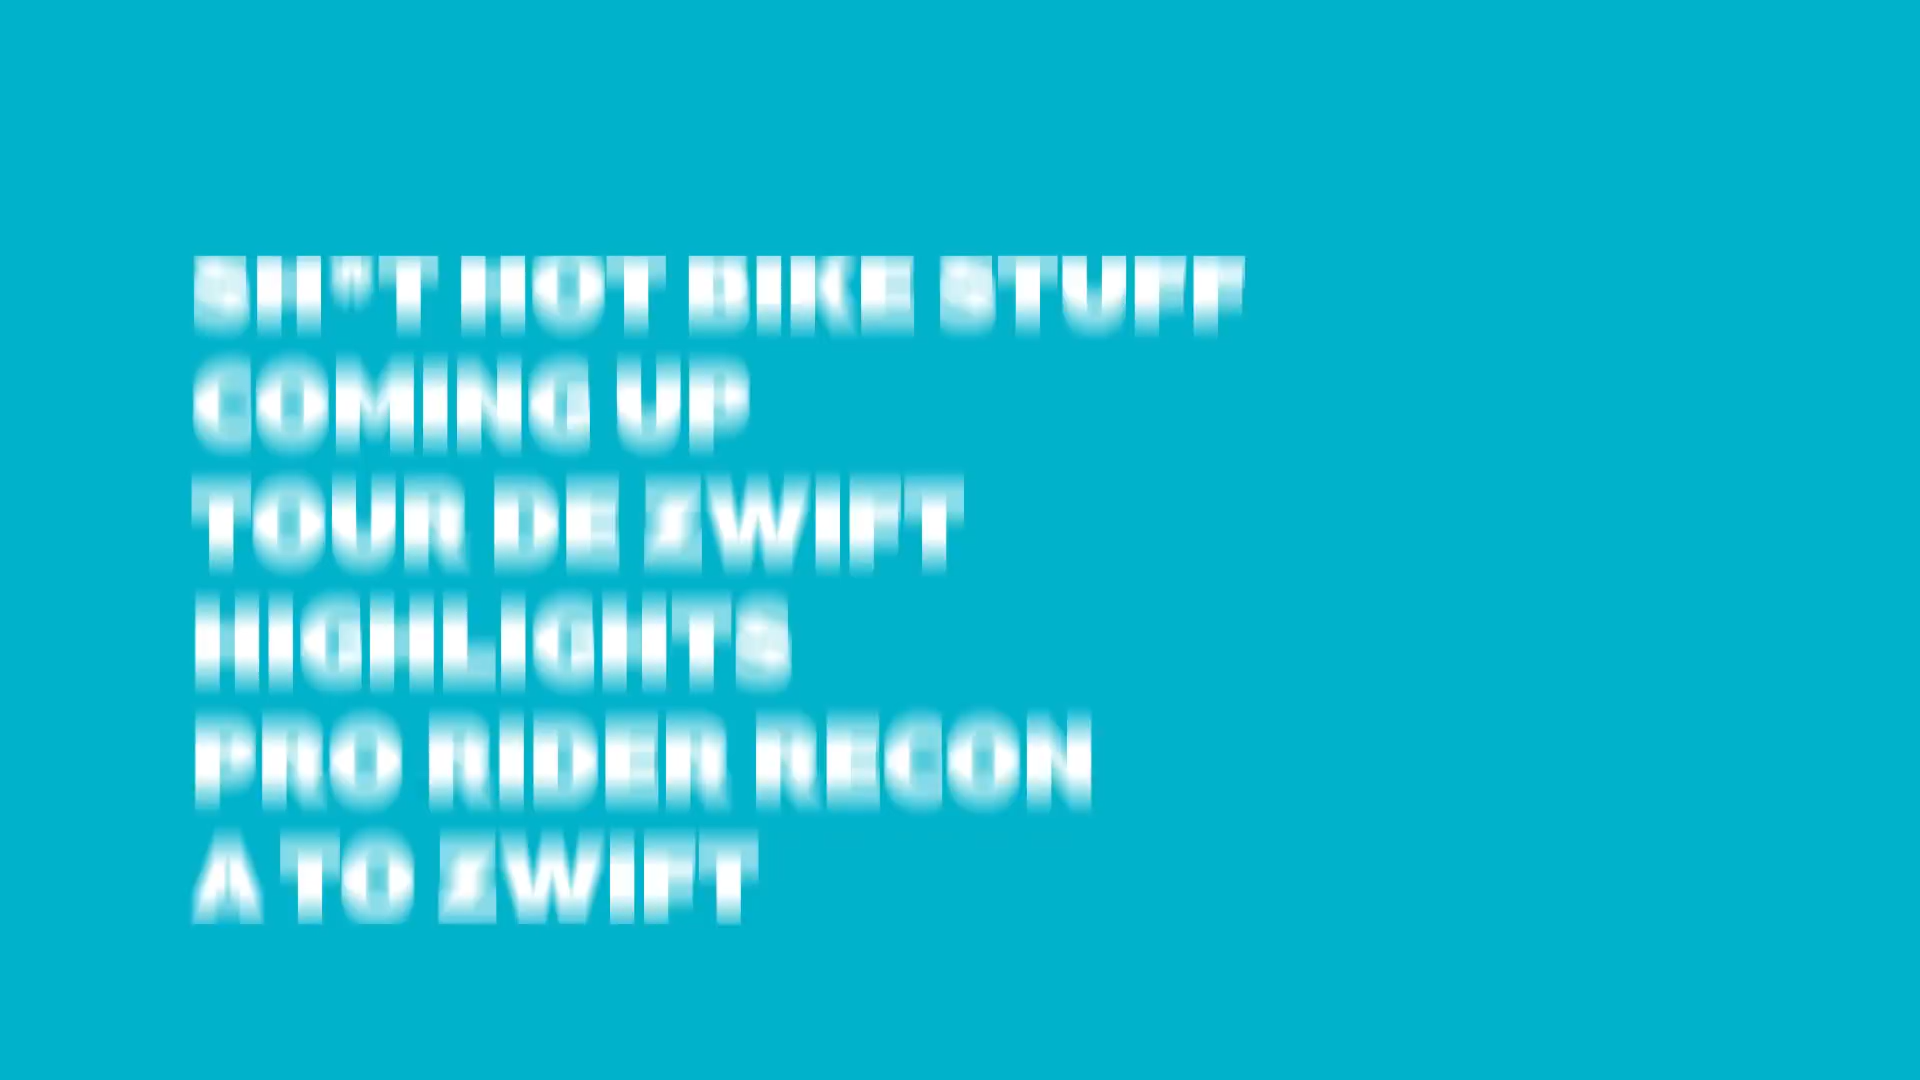 SH*T HOT BIKE STUFF
COMING UP
TOUR DE ZWIFT
HIGHLIGHTS
PRO RIDER RECON
A TO ZWIFT